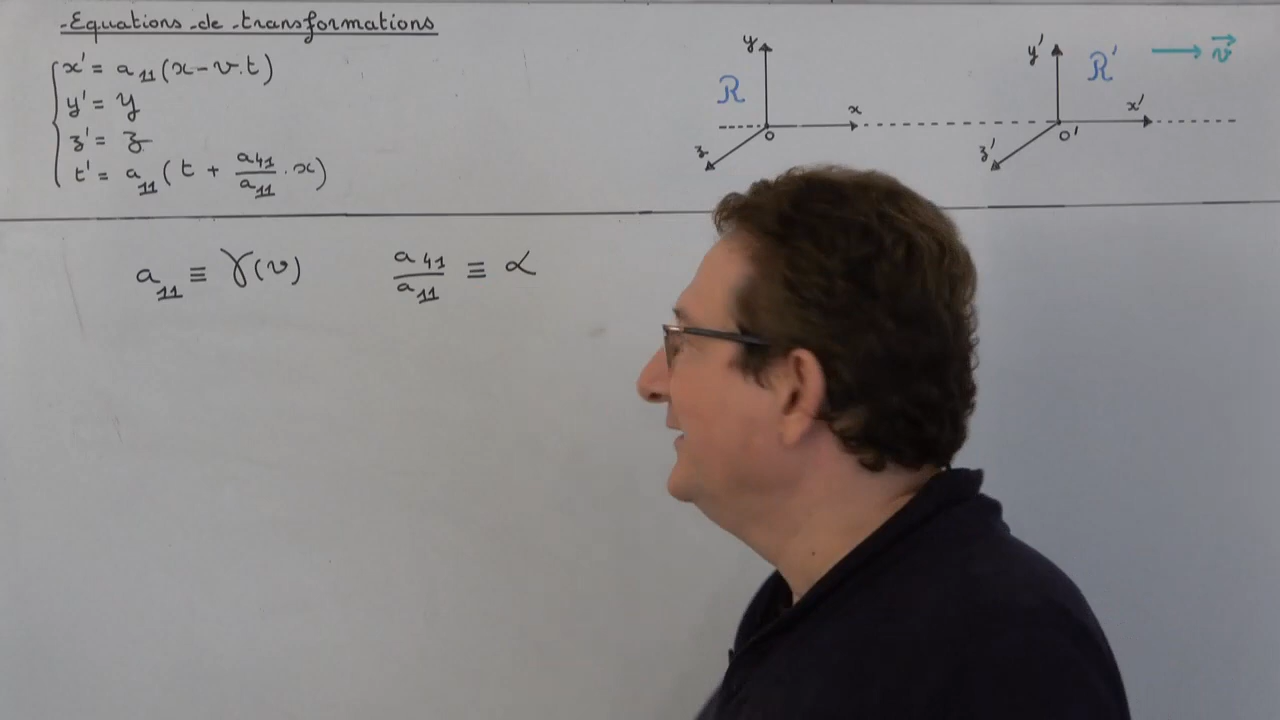 Equations de transformations
x' = a₁₁(x - v.t)
y' = y
z' = z
t' = a₁₁(t + a₄₁/a₁₁ . x)
y R x o z
y' R' x' o' z' v⃗
a₁₁ ≡ γ(v) a₄₁/a₁₁ ≡ α